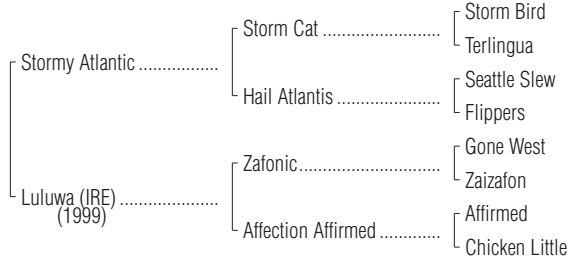 Storm Bird
Storm Cat ......................
Terlingua
Stormy Atlantic ................
Seattle Slew
Hail Atlantis ...................
Flippers
Gone West
Zafonic..........................
Zaizafon
Luluwa (IRE) ...................
(1999)
Affirmed
Affection Affirmed .............
Chicken Little